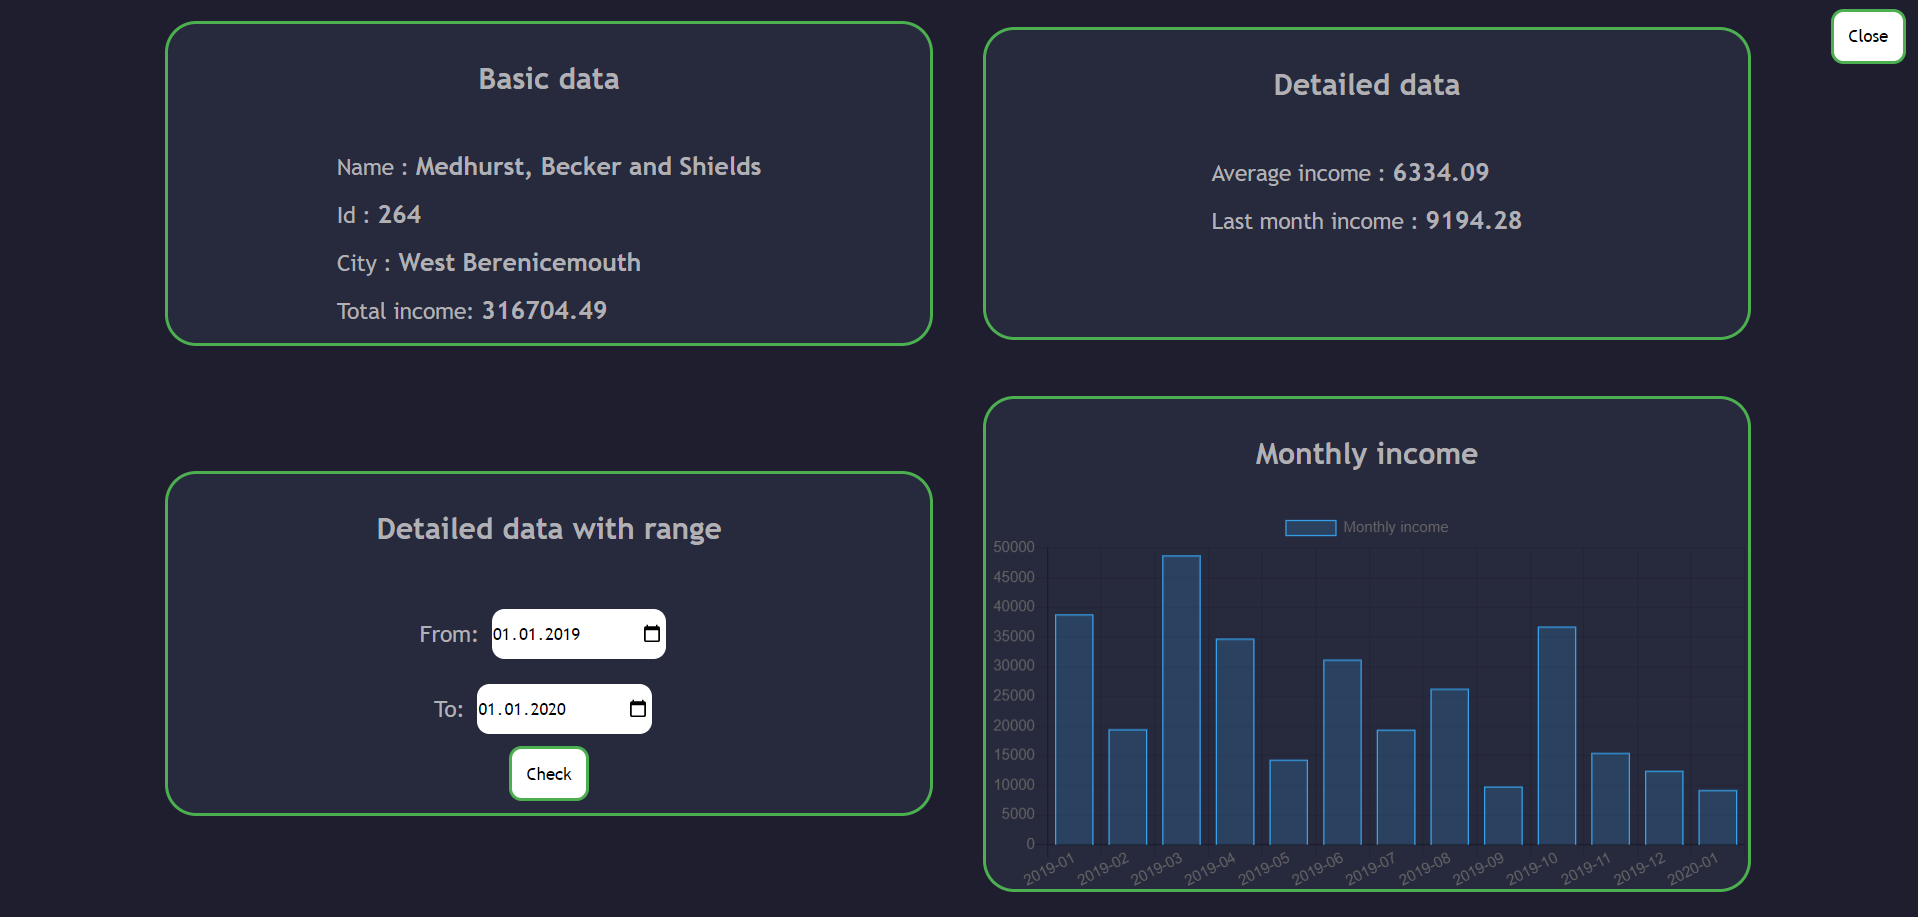 Close
Basic data
Name : Medhurst, Becker and Shields
Id : 264
City : West Berenicemouth
Total income: 316704.49
Detailed data
Average income : 6334.09
Last month income : 9194.28
Detailed data with range
From: 01.01.2019
To: 01.01.2020
Check
Monthly income
Monthly income
50000
45000
40000
35000
30000
25000
20000
15000
10000
5000
0
2019-01 2019-02 2019-03 2019-04 2019-05 2019-06 2019-07 2019-08 2019-09 2019-10 2019-11 2019-12 2020-01